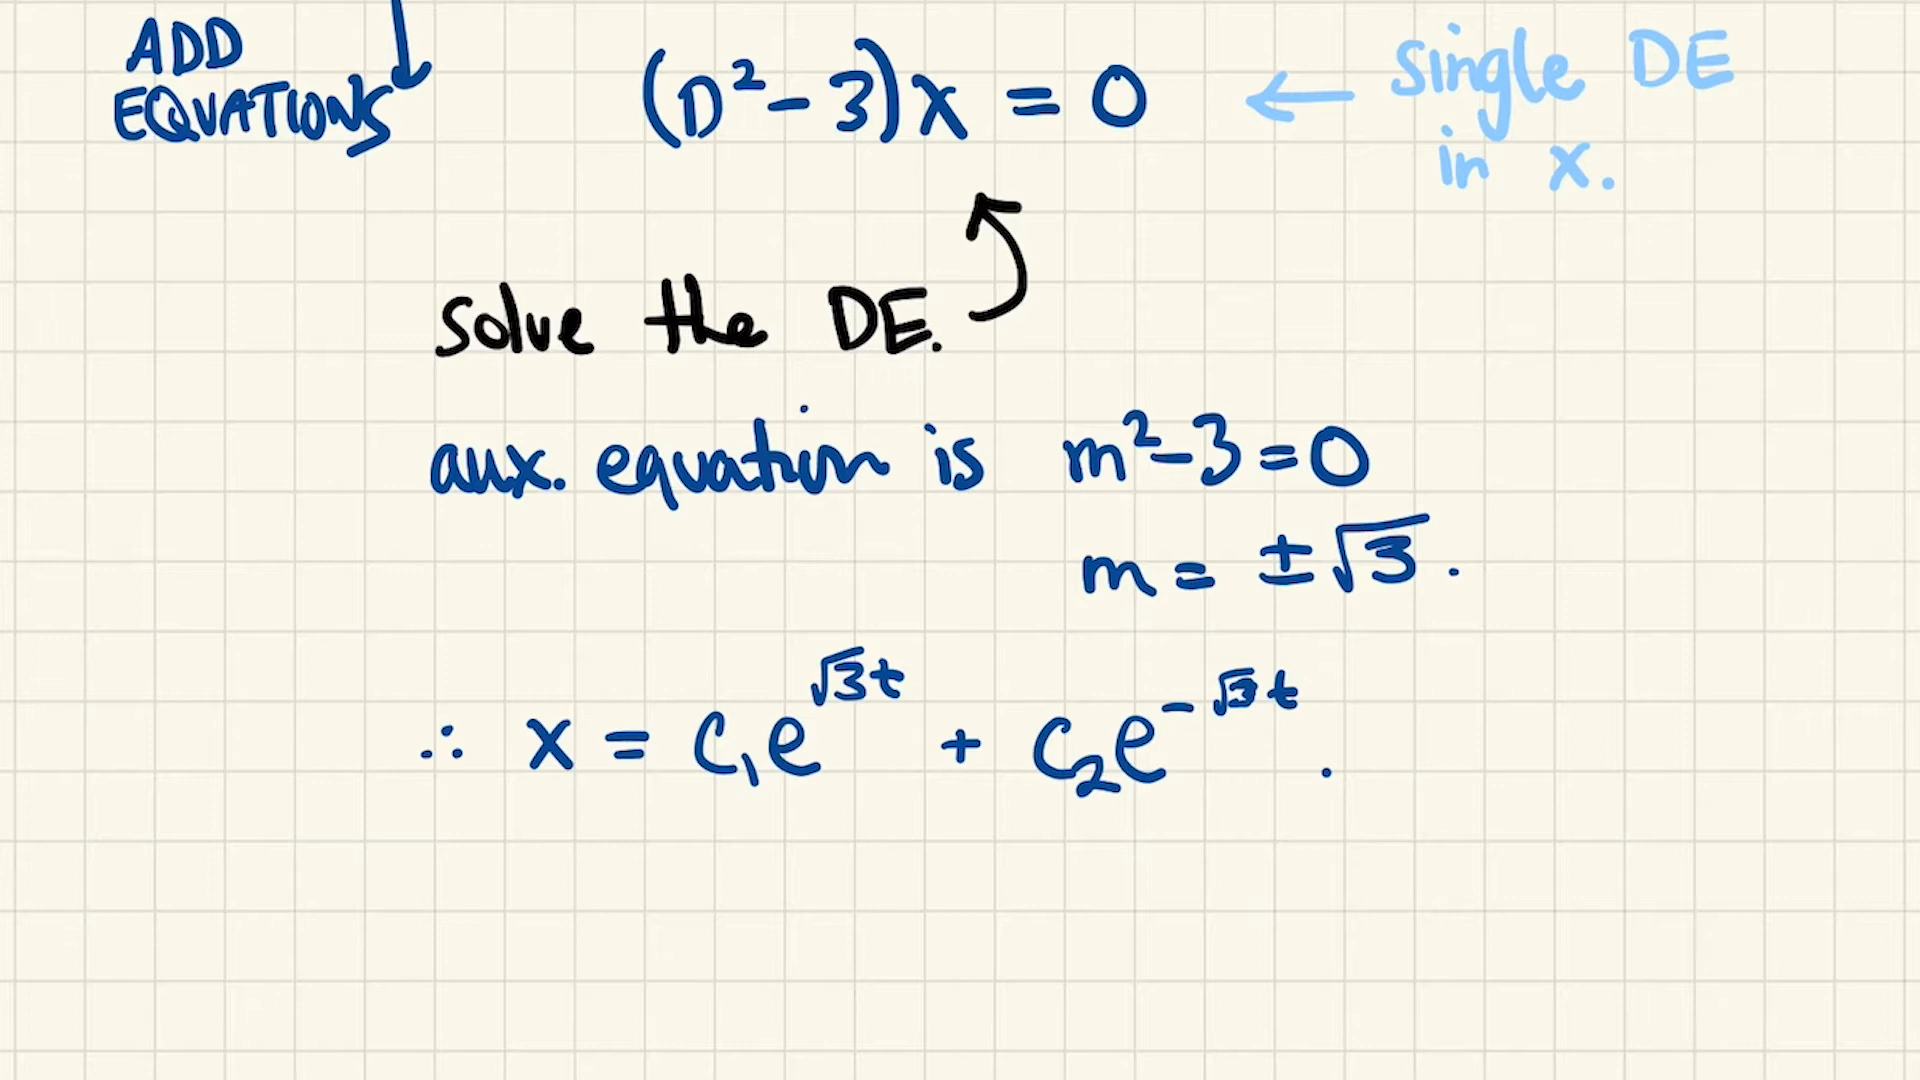 ADD
EQUATIONS
(D² - 3)x = 0
← single DE
in x.
solve the DE.
aux. equation is m² - 3 = 0
m = ±√3.
∴ x = C₁e^{√3t} + C₂e^{-√3t}.